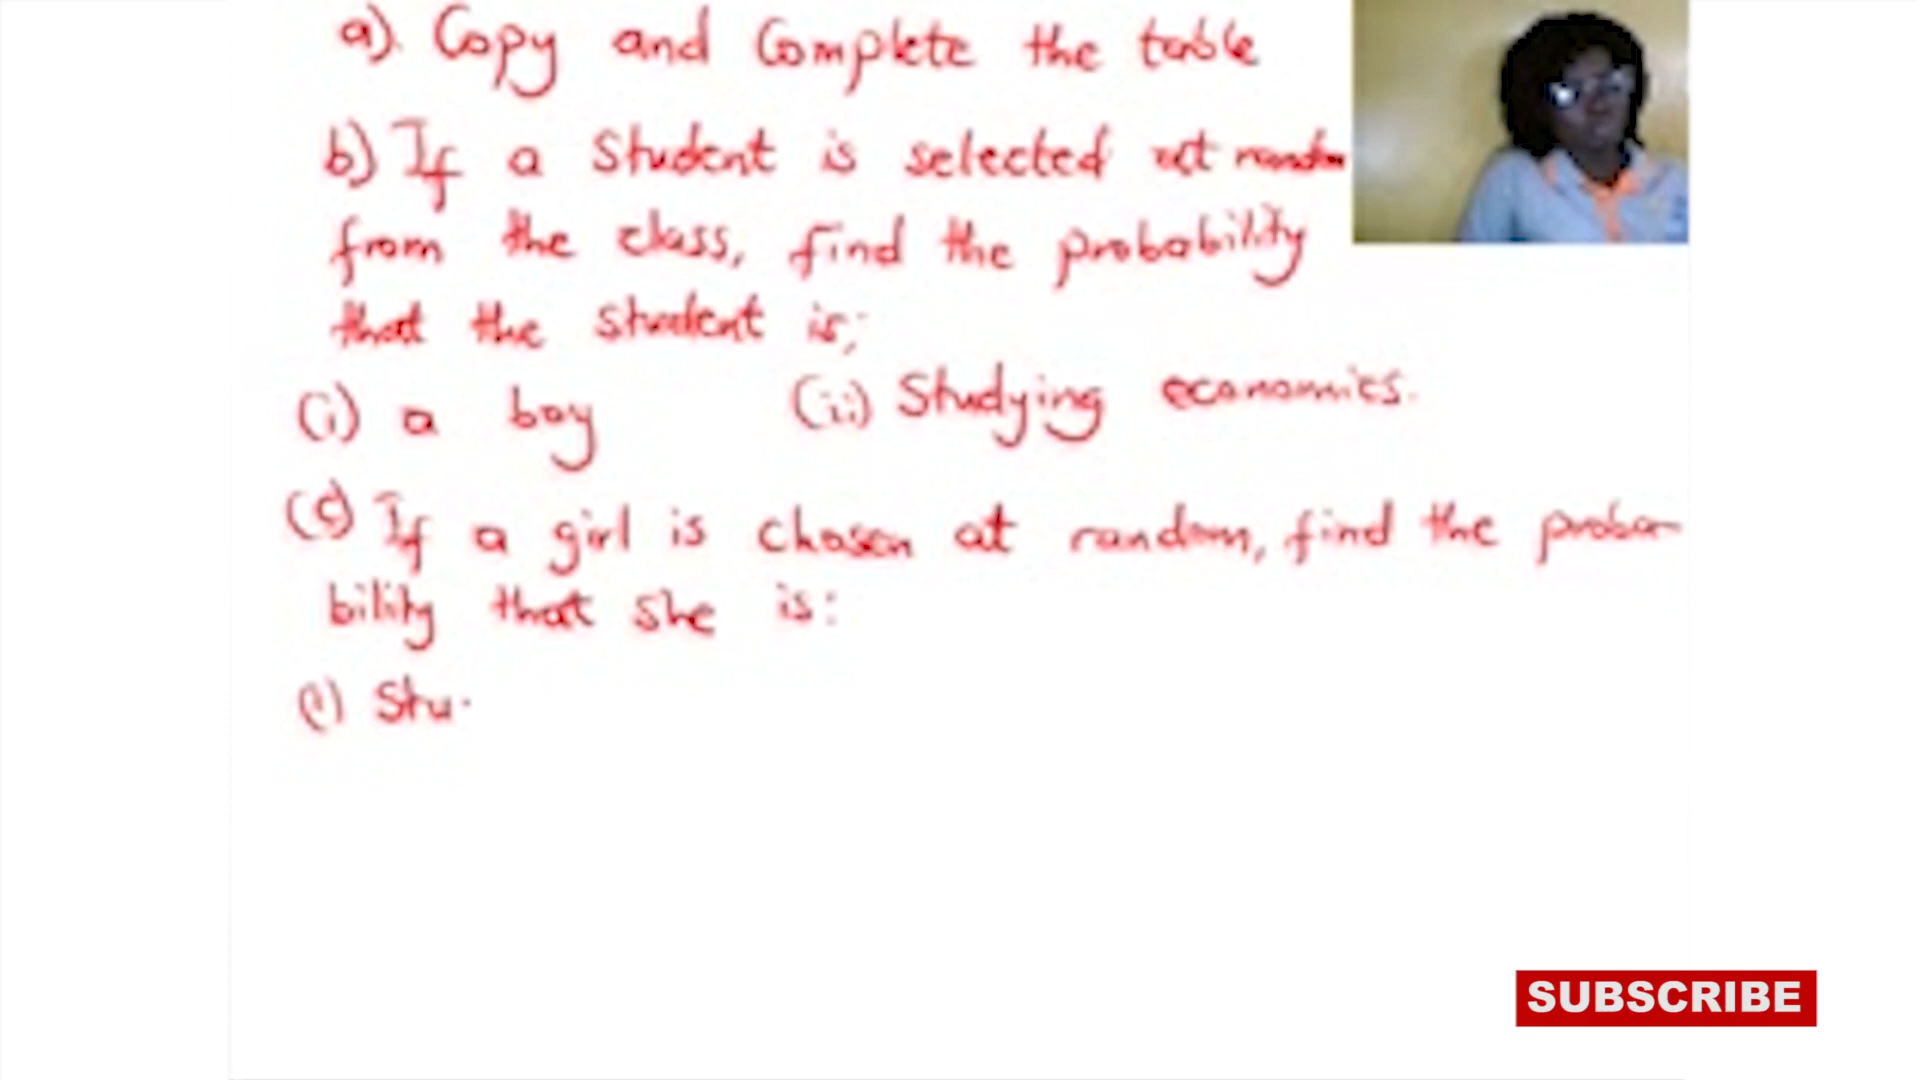 a). Copy and Complete the table
b) If a student is selected at random
from the class, find the probability
that the student is;
(i) a boy (ii) Studying economics.
(c) If a girl is chosen at random, find the proba-
bility that she is:
(i) Stu.
SUBSCRIBE